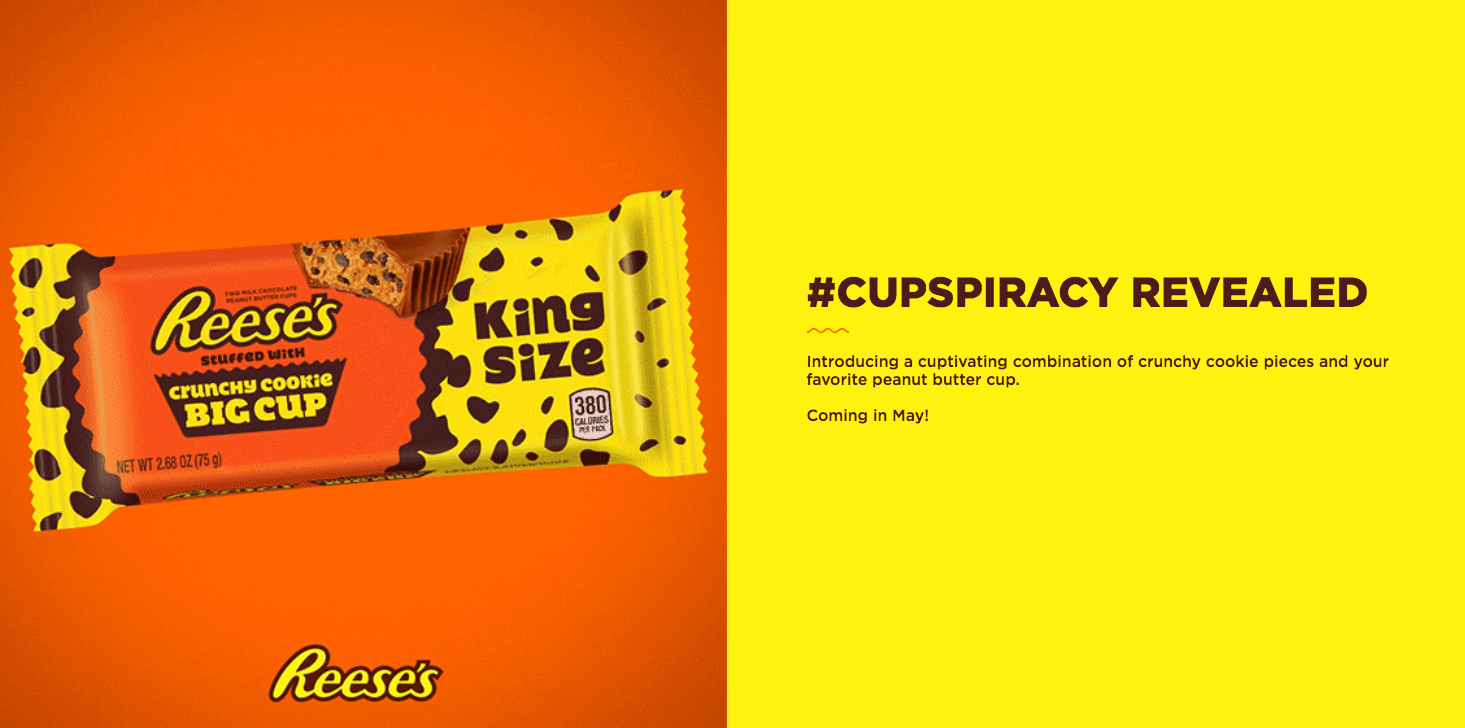 TWO MILK CHOCOLATE
PEANUT BUTTER CUPS
Reese's
STUFFED WITH
CRUNCHY COOKIE
BIG CUP
NET WT 2.68 OZ (75 g)
King
Size
380
CALORIES
PER PACK
Reese's
#CUPSPIRACY REVEALED
Introducing a cuptivating combination of crunchy cookie pieces and your
favorite peanut butter cup.
Coming in May!